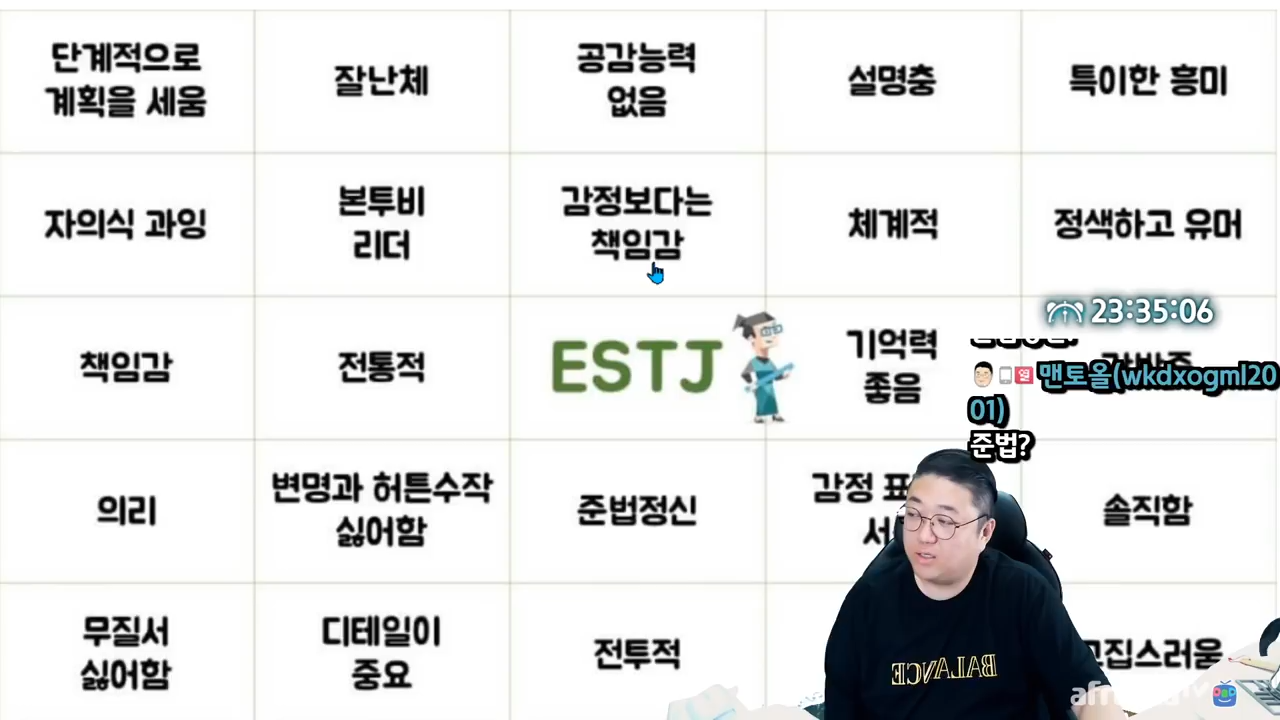 단계적으로
계획을 세움
잘난체
공감능력
없음
설명충
특이한 흥미
자의식 과잉
본투비
리더
감정보다는
책임감
체계적
정색하고 유머
23:35:06
책임감
전통적
ESTJ
기억력
좋음
맨토올(wkdxogml20
01)
준법?
의리
변명과 허튼수작
싫어함
준법정신
감정
솔직함
무질서
싫어함
디테일이
중요
전투적
BALANCE